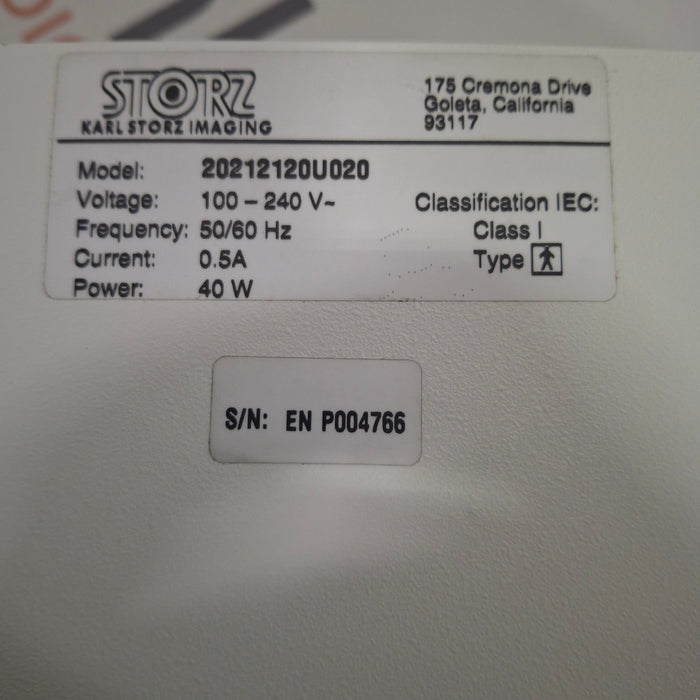 STORZ
KARL STORZ IMAGING
175 Cremona Drive
Goleta, California
93117
Model: 20212120U020
Voltage: 100 – 240 V~
Frequency: 50/60 Hz
Current: 0.5A
Power: 40 W
Classification IEC:
Class I
Type
S/N: EN P004766